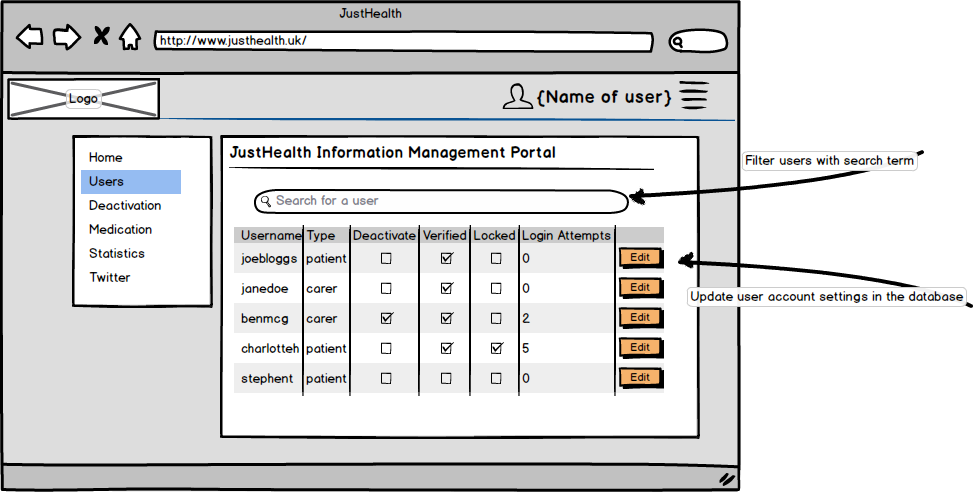 JustHealth
http://www.justhealth.uk/
Logo
{Name of user}
Home
Users
Deactivation
Medication
Statistics
Twitter
JustHealth Information Management Portal
Search for a user
Username Type Deactivate Verified Locked Login Attempts
joebloggs patient 0 Edit
janedoe carer 0 Edit
benmcg carer 2 Edit
charlotteh patient 5 Edit
stephent patient 0 Edit
Filter users with search term
Update user account settings in the database